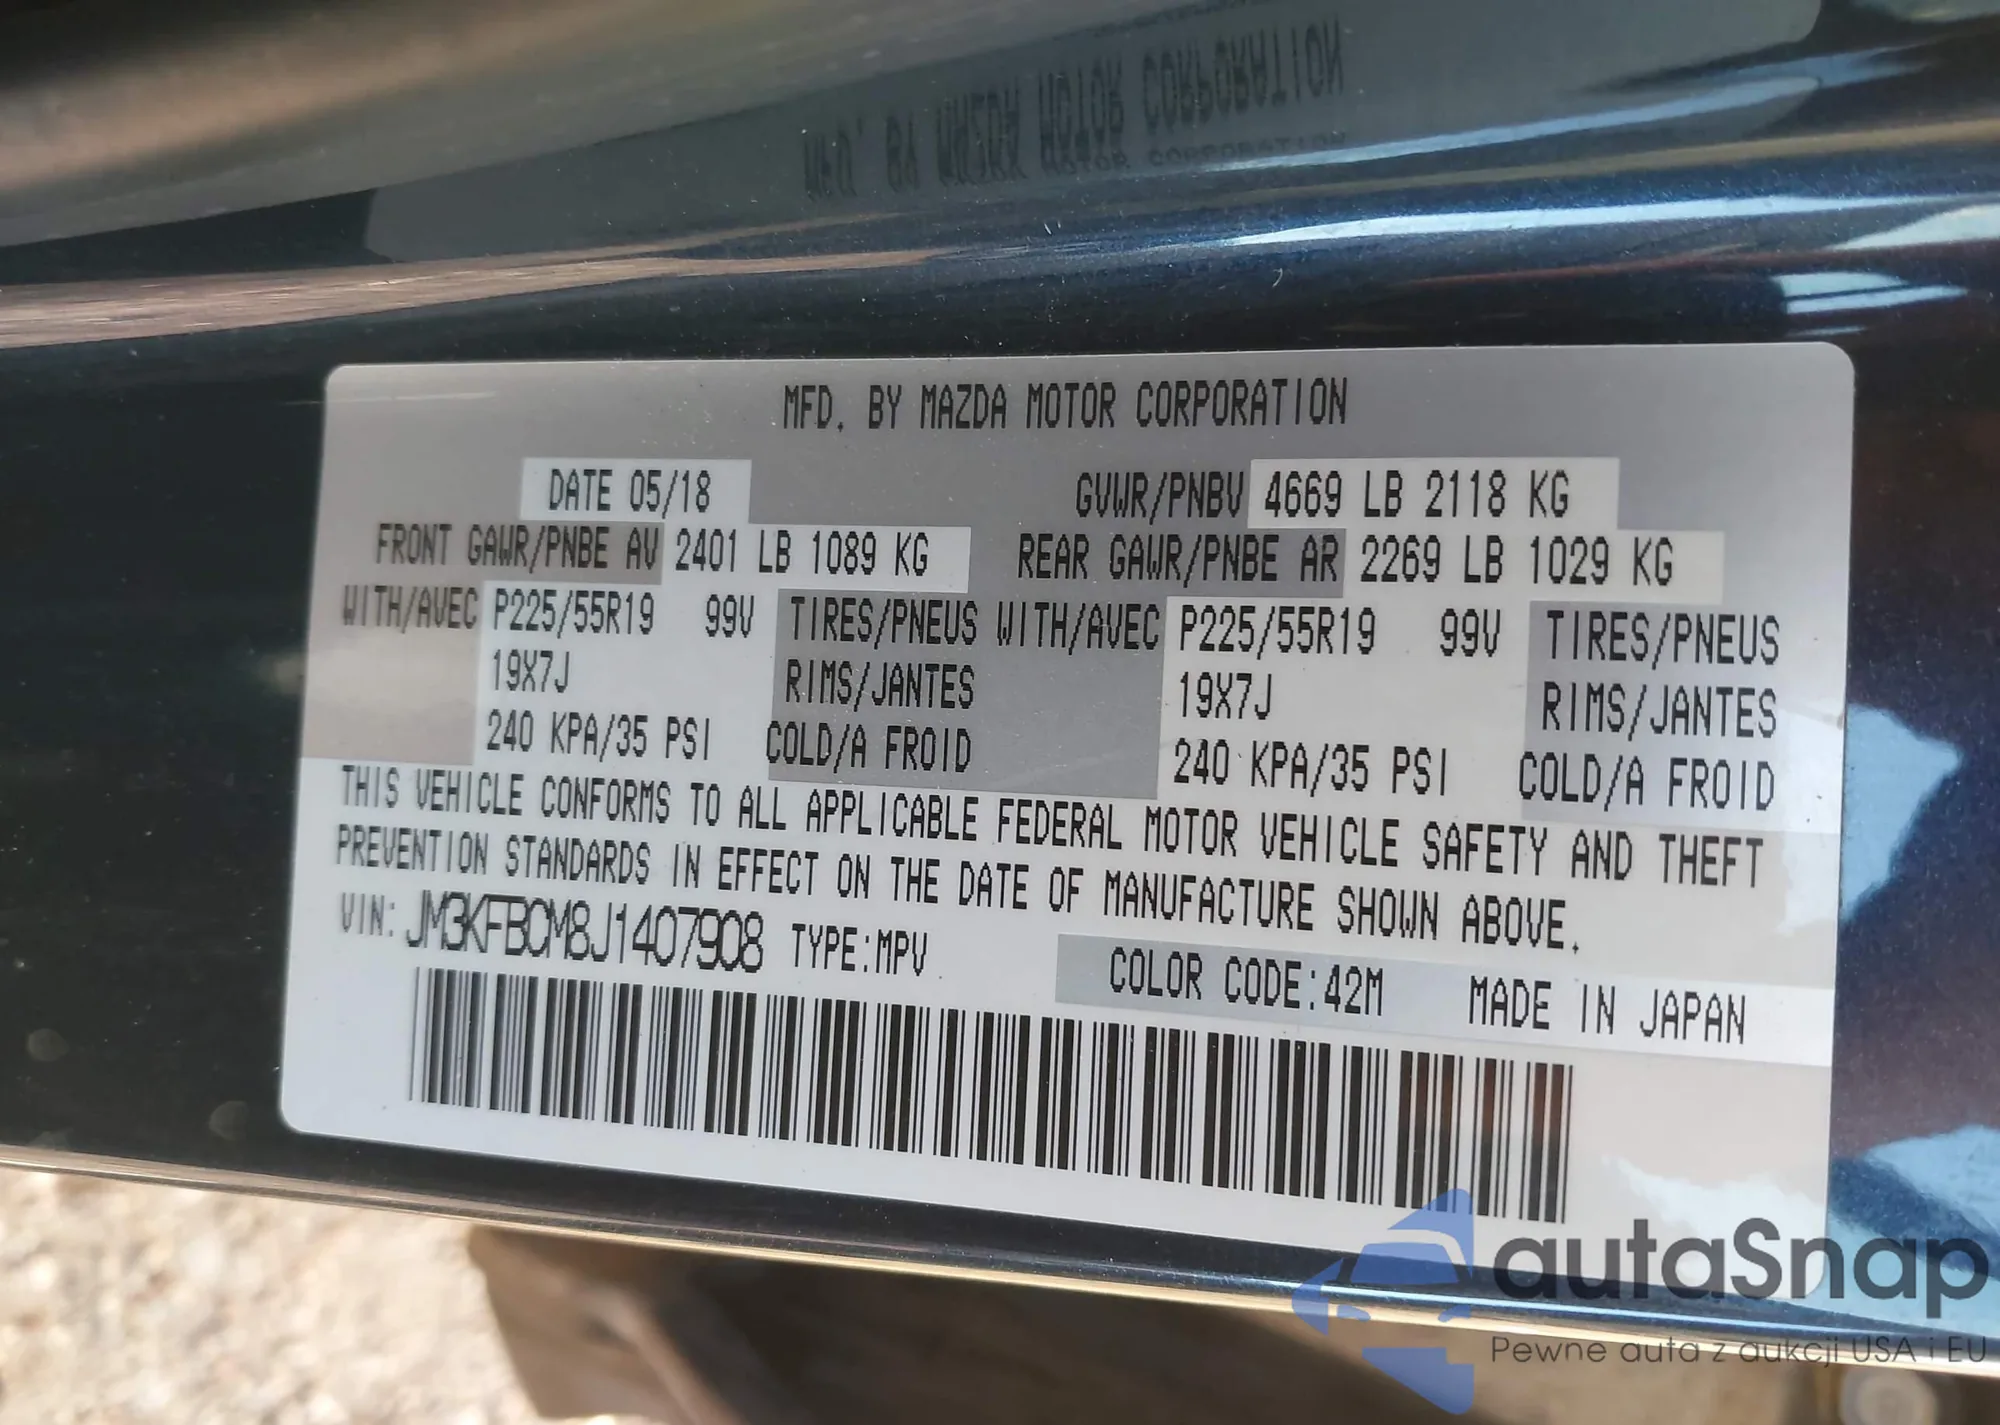 MFD. BY MAZDA MOTOR CORPORATION
DATE 05/18 GVWR/PNBV 4669 LB 2118 KG
FRONT GAWR/PNBE AV 2401 LB 1089 KG REAR GAWR/PNBE AR 2269 LB 1029 KG
WITH/AVEC P225/55R19 99V TIRES/PNEUS WITH/AVEC P225/55R19 99V TIRES/PNEUS
19X7J RIMS/JANTES 19X7J RIMS/JANTES
240 KPA/35 PSI COLD/A FROID 240 KPA/35 PSI COLD/A FROID
THIS VEHICLE CONFORMS TO ALL APPLICABLE FEDERAL MOTOR VEHICLE SAFETY AND THEFT
PREVENTION STANDARDS IN EFFECT ON THE DATE OF MANUFACTURE SHOWN ABOVE.
VIN: JM3KFBCM8J1407908 TYPE:MPV COLOR CODE:42M MADE IN JAPAN
autaSnap
Pewne auta z aukcji USA i EU